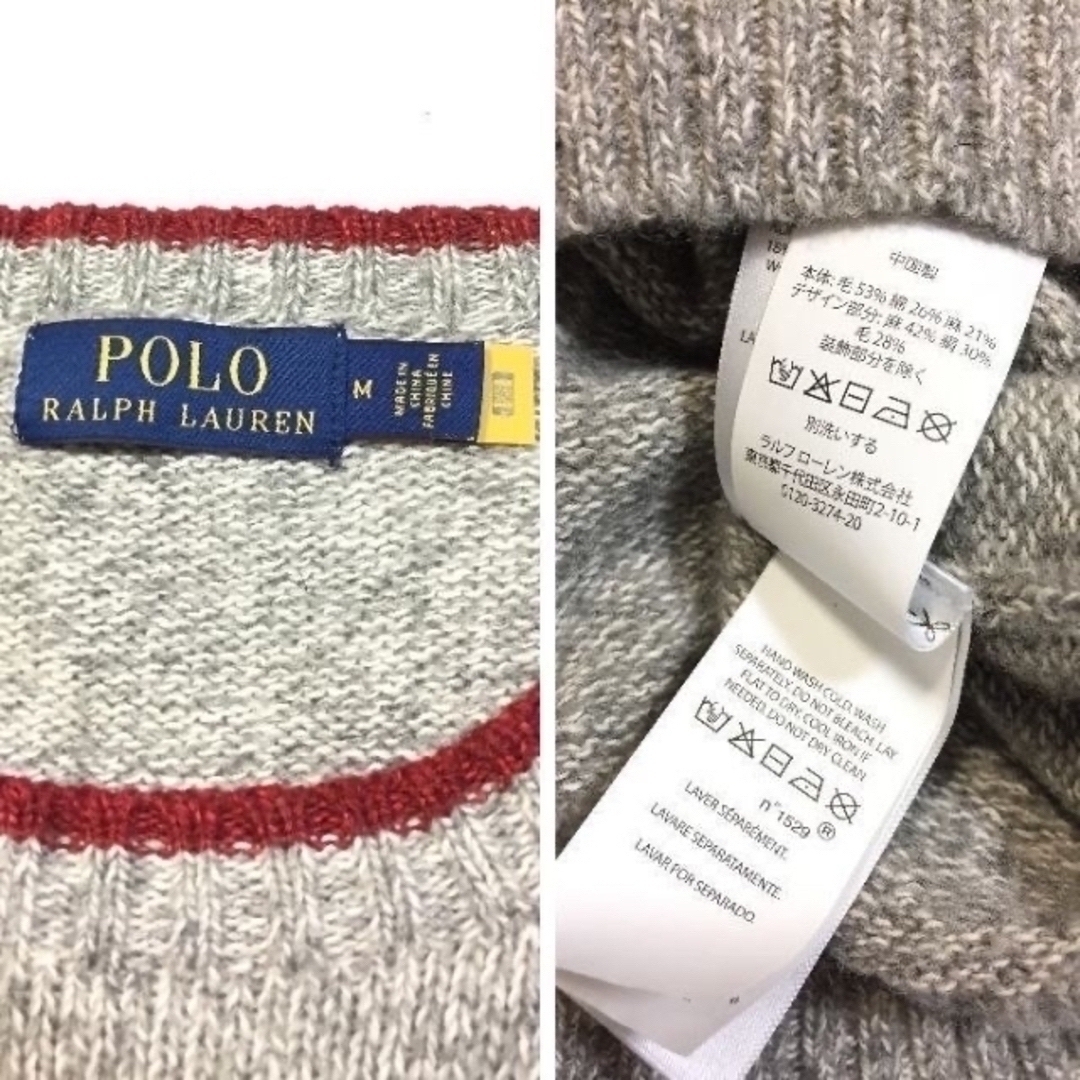 POLO
RALPH LAUREN
M
MADE IN
CHINA
FABRIQUÉ EN
CHINE
中国製
本体: 毛 53% 綿 26% 麻 21%
デザイン部分: 麻 42% 綿 30%
毛 28%
装飾部分を除く
別洗いする
ラルフ ローレン株式会社
東京都千代田区永田町2-10-1
0120-3274-20
LA
HAND WASH COLD. WASH
SEPARATELY. DO NOT BLEACH. LAY
FLAT TO DRY. COOL IRON IF
NEEDED. DO NOT DRY CLEAN.
n°1529 ®
LAVER SÉPARÉMENT.
LAVARE SEPARATAMENTE.
LAVAR POR SEPARADO.